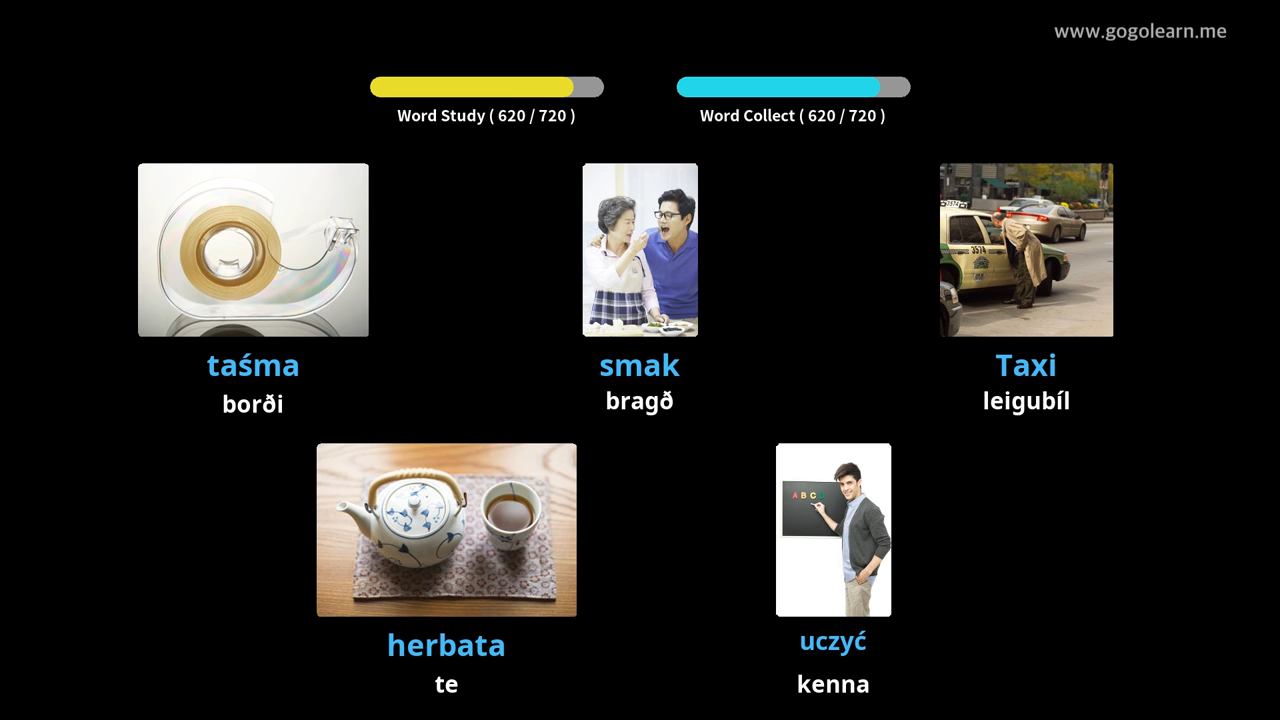 www.gogolearn.me
Word Study ( 620 / 720 )
Word Collect ( 620 / 720 )
3574
taśma
smak
Taxi
borði
bragð
leigubíl
A B C
herbata
uczyć
te
kenna